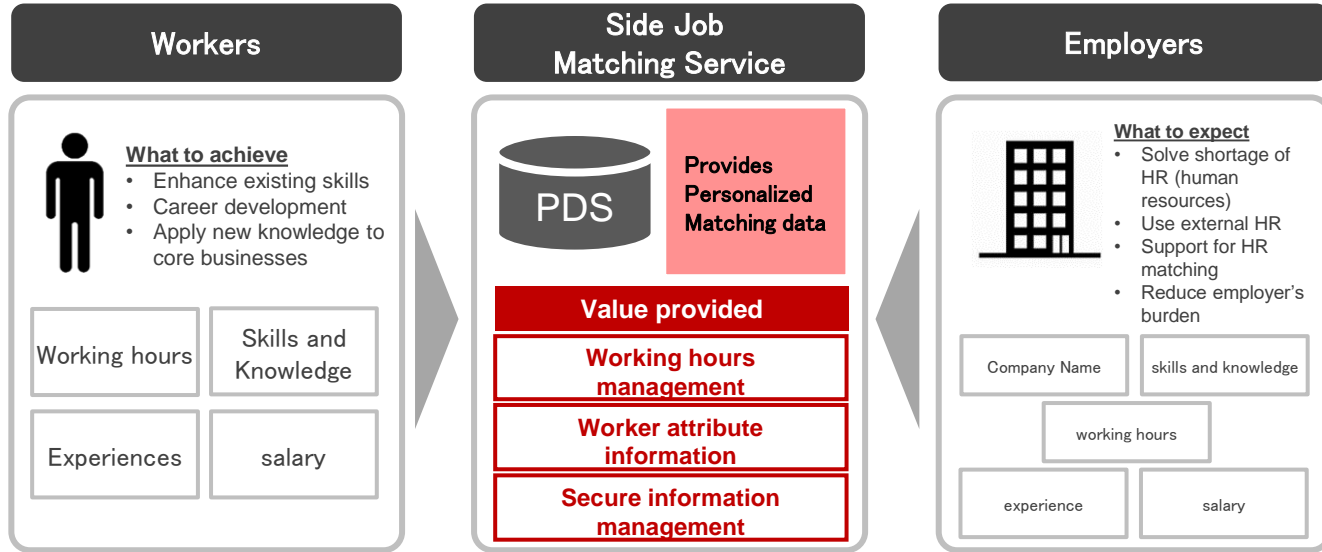 Workers
What to achieve
• Enhance existing skills
• Career development
• Apply new knowledge to
core businesses
Working hours
Skills and
Knowledge
Experiences
salary
Side Job
Matching Service
PDS
Provides
Personalized
Matching data
Value provided
Working hours
management
Worker attribute
information
Secure information
management
Employers
What to expect
• Solve shortage of
HR (human
resources)
• Use external HR
• Support for HR
matching
• Reduce employer's
burden
Company Name
skills and knowledge
working hours
experience
salary